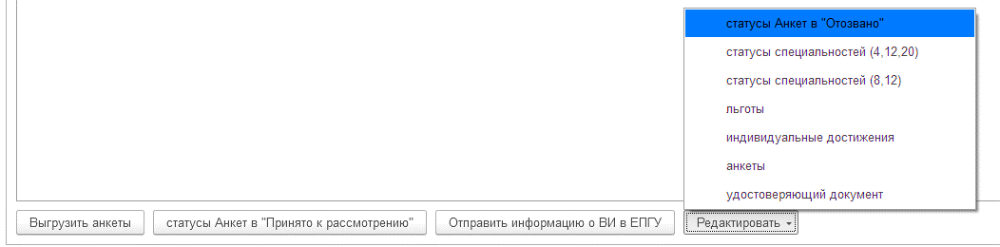 статусы Анкет в "Отозвано"
статусы специальностей (4,12,20)
статусы специальностей (8,12)
льготы
индивидуальные достижения
анкеты
удостоверяющий документ
Выгрузить анкеты
статусы Анкет в "Принято к рассмотрению"
Отправить информацию о ВИ в ЕПГУ
Редактировать